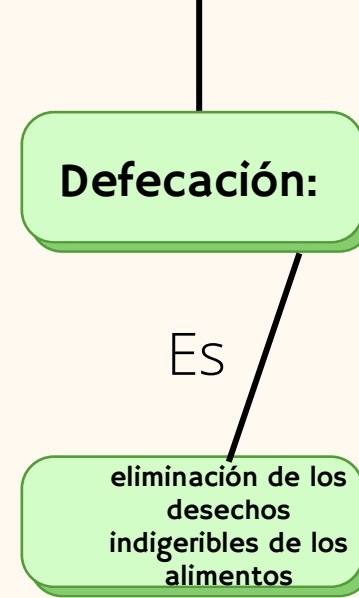 Defecación:
Es
eliminación de los
desechos
indigeribles de los
alimentos